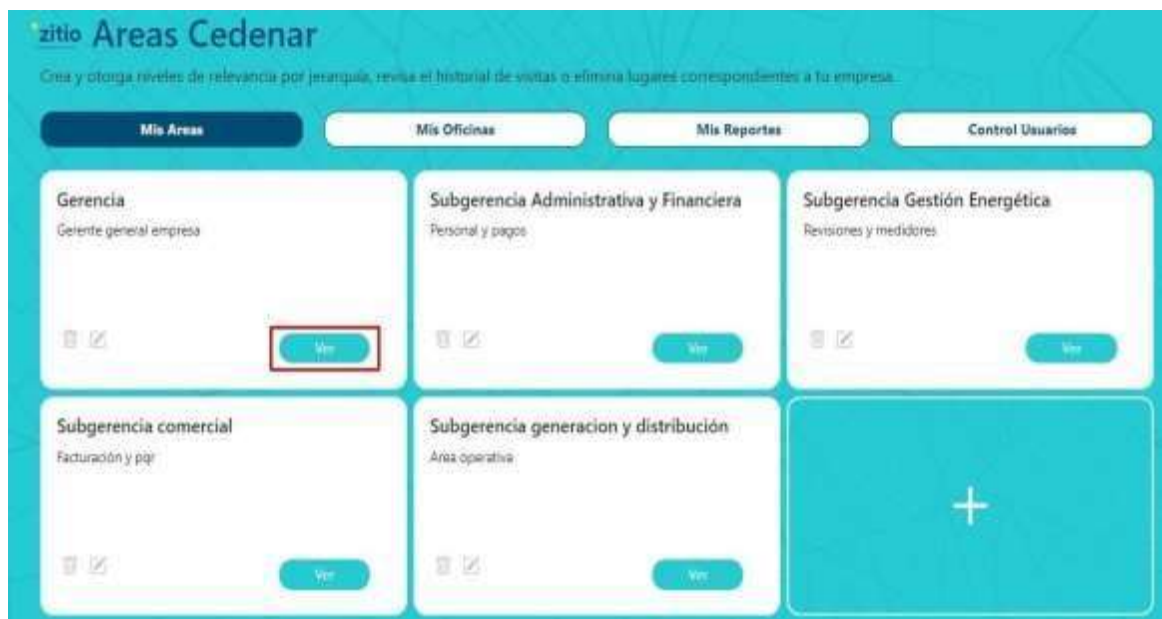 zitio Areas Cedenar
Crea y otorga niveles de relevancia por jerarquía, revisa el historial de visitas o elimina lugares correspondientes a tu empresa.
Mis Areas
Mis Oficinas
Mis Reportes
Control Usuarios
Gerencia
Gerente general empresa
Ver
Subgerencia Administrativa y Financiera
Personal y pagos
Ver
Subgerencia Gestión Energética
Revisiones y medidores
Ver
Subgerencia comercial
Facturación y pqr
Ver
Subgerencia generacion y distribución
Area operativa
Ver
+